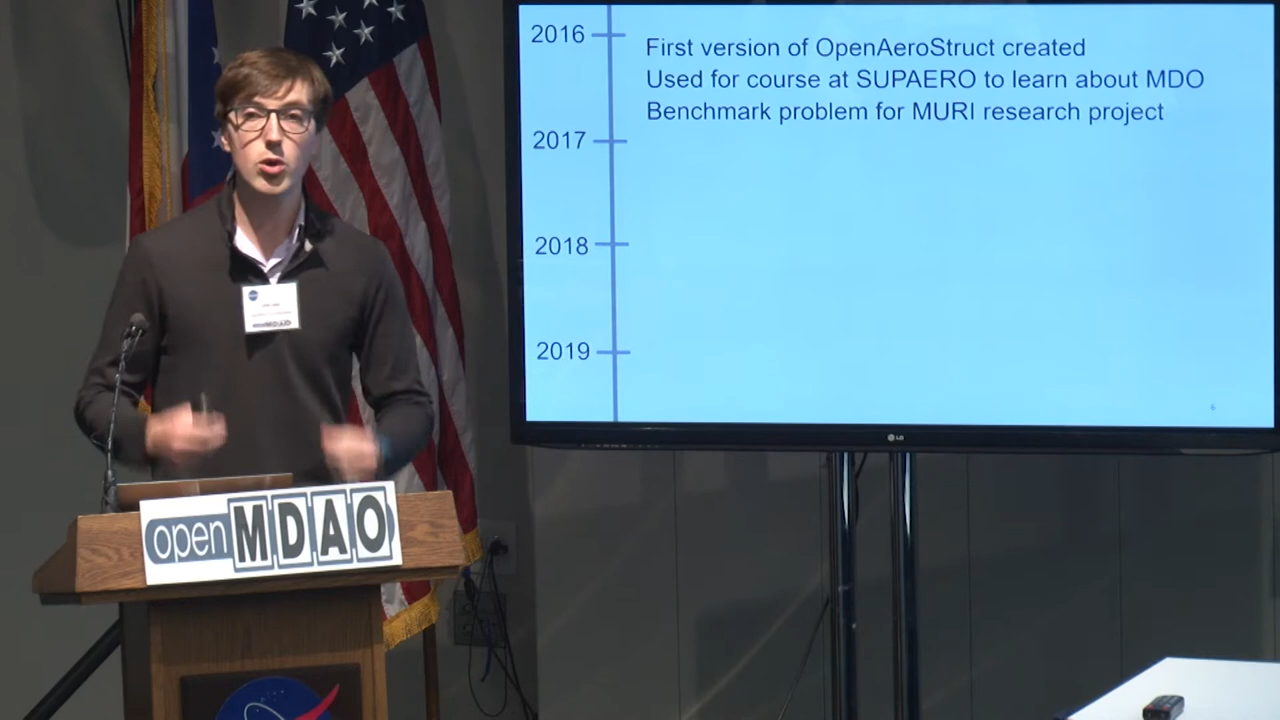 2016
First version of OpenAeroStruct created
Used for course at SUPAERO to learn about MDO
Benchmark problem for MURI research project
2017
2018
2019
6
LG
openMDAO